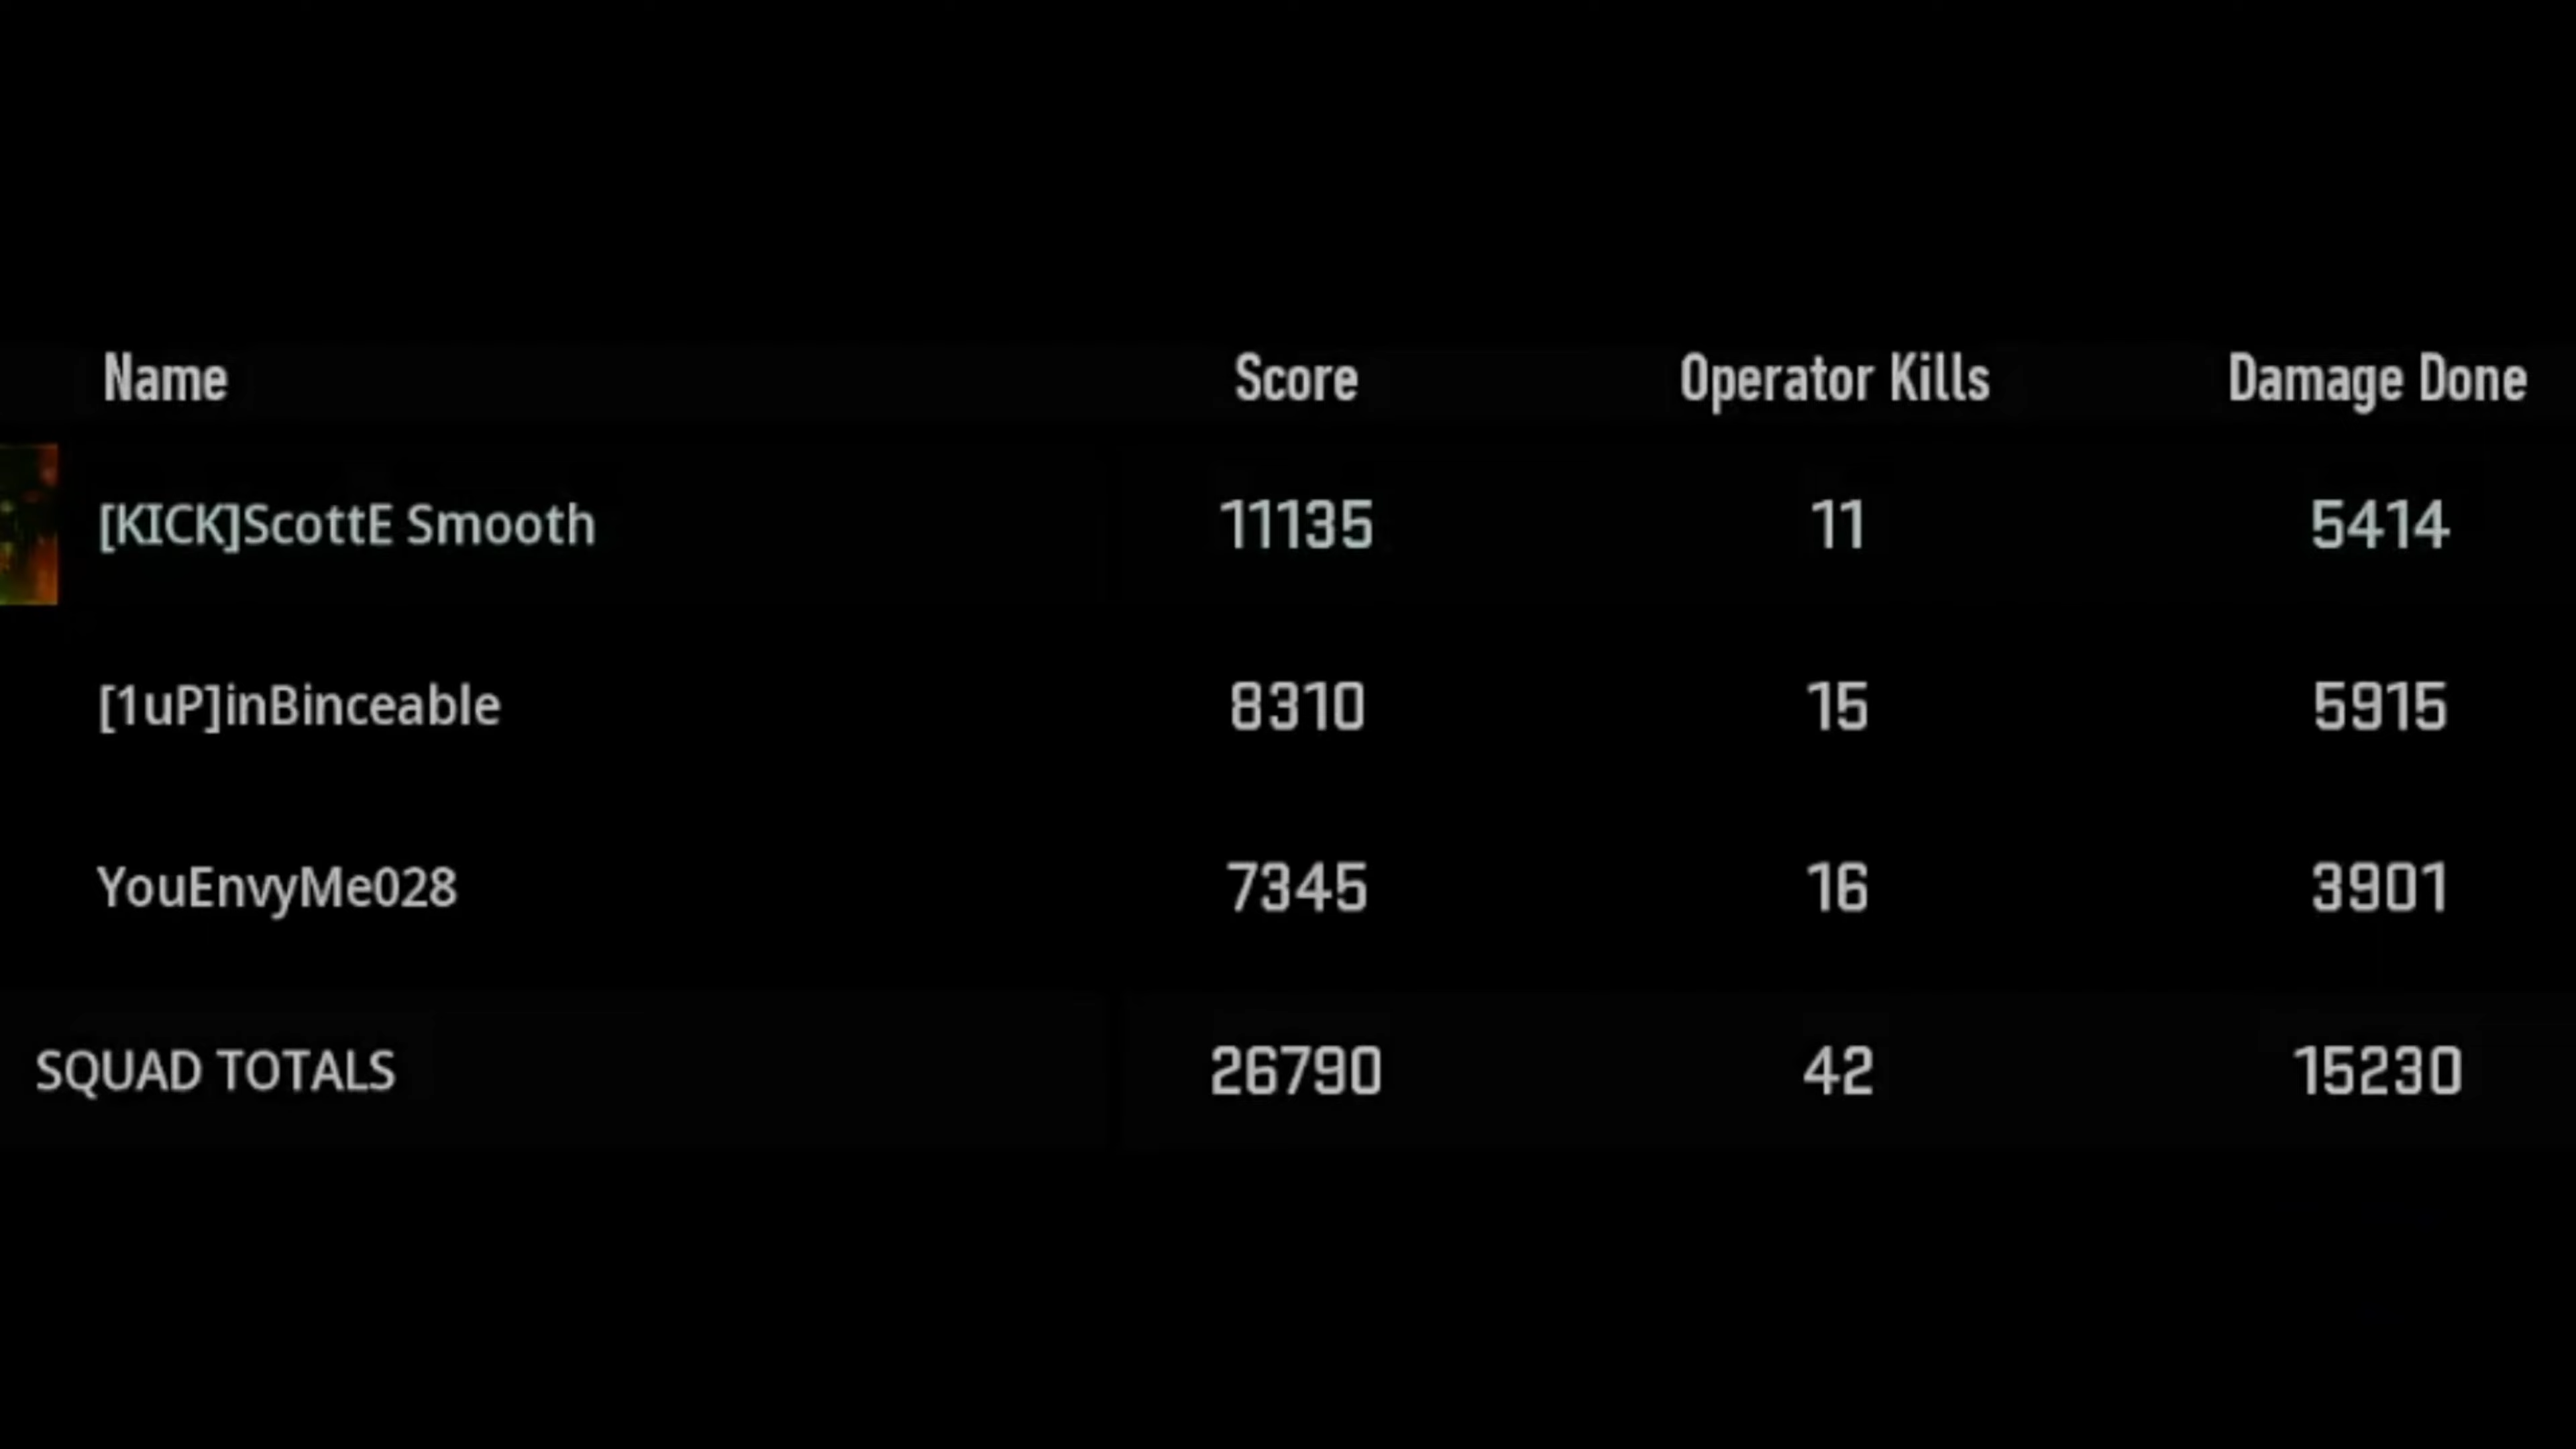 Name Score Operator Kills Damage Done
[KICK]ScottE Smooth 11135 11 5414
[1uP]inBinceable 8310 15 5915
YouEnvyMe028 7345 16 3901
SQUAD TOTALS 26790 42 15230